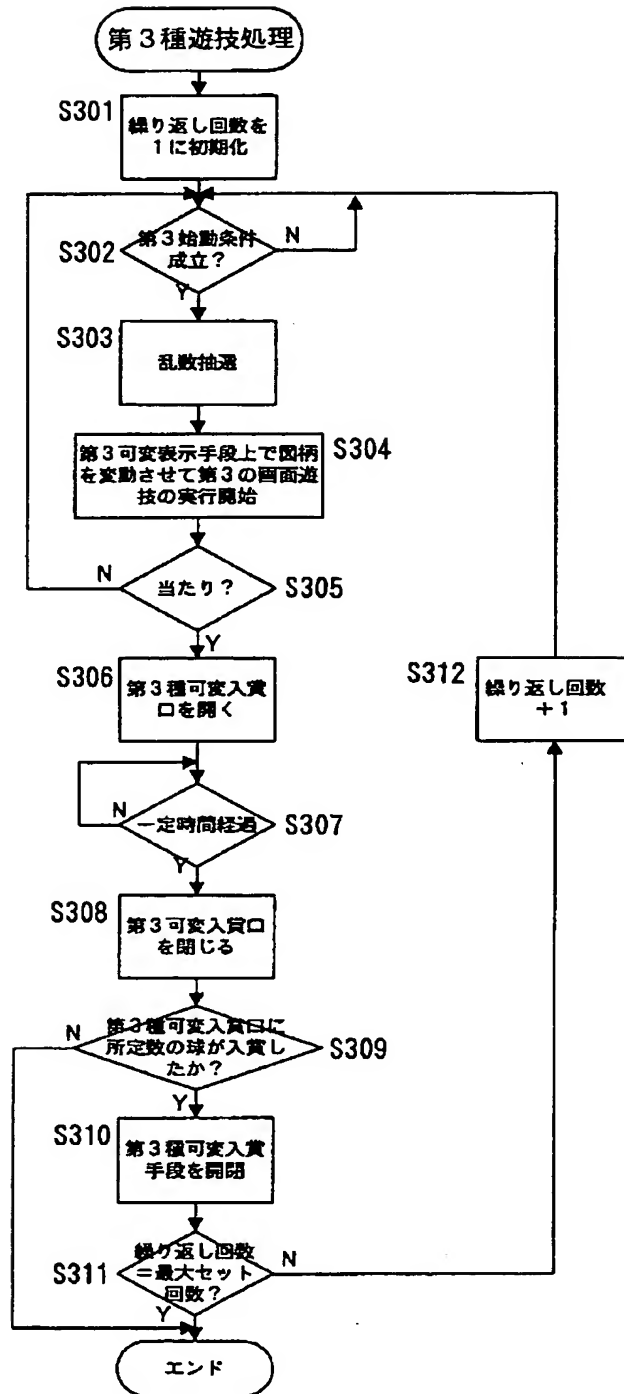 第3種遊技処理
S301
繰り返し回数を
1に初期化
S302
第3始動条件
成立?
N
Y
S303
乱数抽選
S304
第3可変表示手段上で図柄
を変動させて第3の画面遊
技の実行開始
N
当たり?
S305
Y
S306
第3種可変入賞
口を開く
S312
繰り返し回数
+1
N
一定時間経過
S307
Y
S308
第3可変入賞口
を閉じる
N
第3種可変入賞口に
所定数の球が入賞し
たか?
S309
Y
S310
第3種可変入賞
手段を開閉
S311
繰り返し回数
=最大セット
回数?
N
Y
エンド